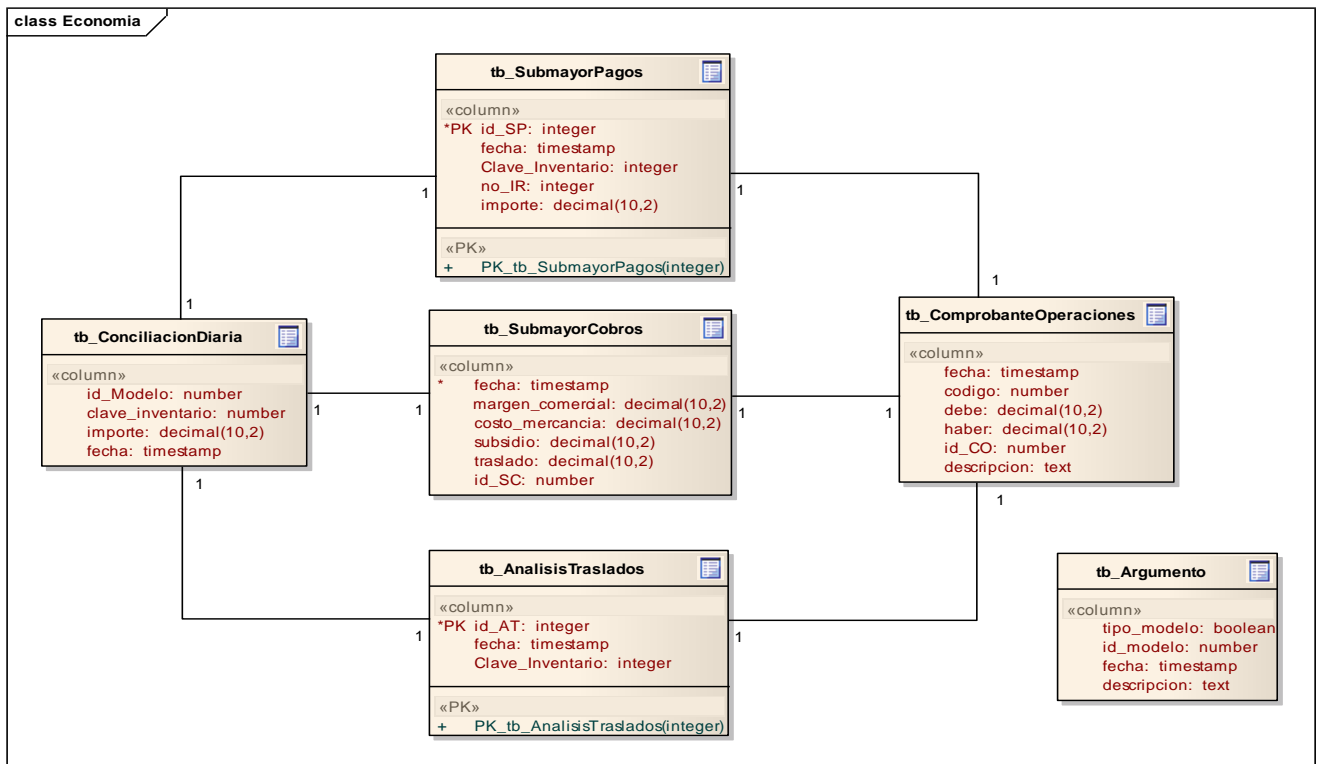 class Economia
tb_SubmayorPagos
«column»
*PK id_SP: integer
fecha: timestamp
Clave_Inventario: integer
no_IR: integer
importe: decimal(10,2)
«PK»
+ PK_tb_SubmayorPagos(integer)
1
1
1
1
tb_ConciliacionDiaria
«column»
id_Modelo: number
clave_inventario: number
importe: decimal(10,2)
fecha: timestamp
1
1
tb_SubmayorCobros
«column»
* fecha: timestamp
margen_comercial: decimal(10,2)
costo_mercancia: decimal(10,2)
subsidio: decimal(10,2)
traslado: decimal(10,2)
id_SC: number
1
1
tb_ComprobanteOperaciones
«column»
fecha: timestamp
codigo: number
debe: decimal(10,2)
haber: decimal(10,2)
id_CO: number
descripcion: text
1
1
1
1
tb_AnalisisTraslados
«column»
*PK id_AT: integer
fecha: timestamp
Clave_Inventario: integer
«PK»
+ PK_tb_AnalisisTraslados(integer)
tb_Argumento
«column»
tipo_modelo: boolean
id_modelo: number
fecha: timestamp
descripcion: text